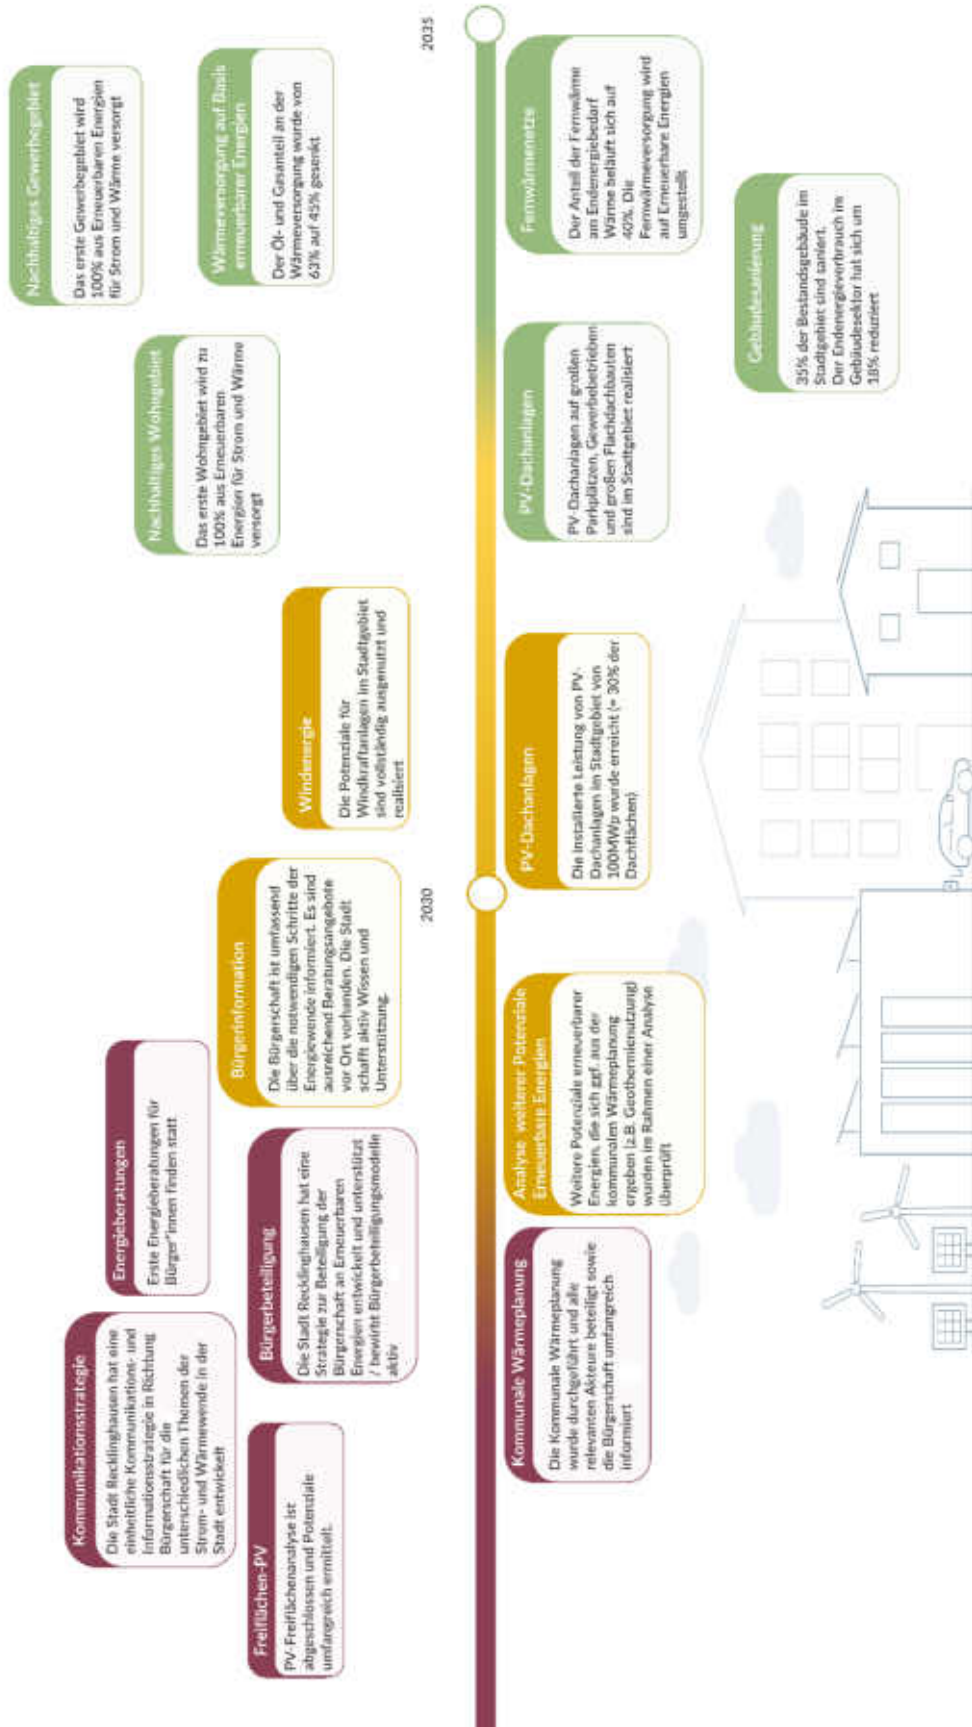 Kommunikationsstrategie
Die Stadt Recklinghausen hat eine
einheitliche Kommunikations- und
Informationsstrategie in Richtung
Bürgerschaft für die
unterschiedlichen Themen der
Strom- und Wärmewende in der
Stadt entwickelt
Freiflächen-PV
PV-Freiflächenanalyse ist
abgeschlossen und Potenziale
umfangreich ermittelt.
Energieberatungen
Erste Energieberatungen für
Bürger*innen finden statt
Bürgerbeteiligung
Die Stadt Recklinghausen hat eine
Strategie zur Beteiligung der
Bürgerschaft an Erneuerbaren
Energien entwickelt und unterstützt
/ bewirbt Bürgerbeteiligungsmodelle
aktiv
Kommunale Wärmeplanung
Die Kommunale Wärmeplanung
wurde durchgeführt und alle
relevanten Akteure beteiligt sowie
die Bürgerschaft umfangreich
informiert
Bürgerinformation
Die Bürgerschaft ist umfassend
über die notwendigen Schritte der
Energiewende informiert. Es sind
ausreichend Beratungsangebote
vor Ort vorhanden. Die Stadt
schafft aktiv Wissen und
Unterstützung.
Analyse weiterer Potenziale
Erneuerbare Energien
Weitere Potenziale erneuerbarer
Energien, die sich ggf. aus der
kommunalen Wärmeplanung
ergeben (z.B. Geothermienutzung)
wurden im Rahmen einer Analyse
überprüft
2030
Windenergie
Die Potenziale für
Windkraftanlagen im Stadtgebiet
sind vollständig ausgenutzt und
realisiert
PV-Dachanlagen
Die installierte Leistung von PV-
Dachanlagen im Stadtgebiet von
100MWp wurde erreicht (= 30% der
Dachflächen)
Nachhaltiges Wohngebiet
Das erste Wohngebiet wird zu
100% aus Erneuerbaren
Energien für Strom und Wärme
versorgt
PV-Dachanlagen
PV-Dachanlagen auf großen
Parkplätzen, Gewerbebetrieben
und großen Flachdachbauten
sind im Stadtgebiet realisiert
Nachhaltiges Gewerbegebiet
Das erste Gewerbegebiet wird
100% aus Erneuerbaren Energien
für Strom und Wärme versorgt
Wärmeversorgung auf Basis
erneuerbarer Energien
Der Öl- und Gasanteil an der
Wärmeversorgung wurde von
63% auf 45% gesenkt
Fernwärmenetze
Der Anteil der Fernwärme
am Endenergiebedarf
Wärme beläuft sich auf
40%. Die
Fernwärmeversorgung wird
auf Erneuerbare Energien
umgestellt
Gebäudesanierung
35% der Bestandsgebäude im
Stadtgebiet sind saniert.
Der Endenergieverbrauch im
Gebäudesektor hat sich um
18% reduziert
2035